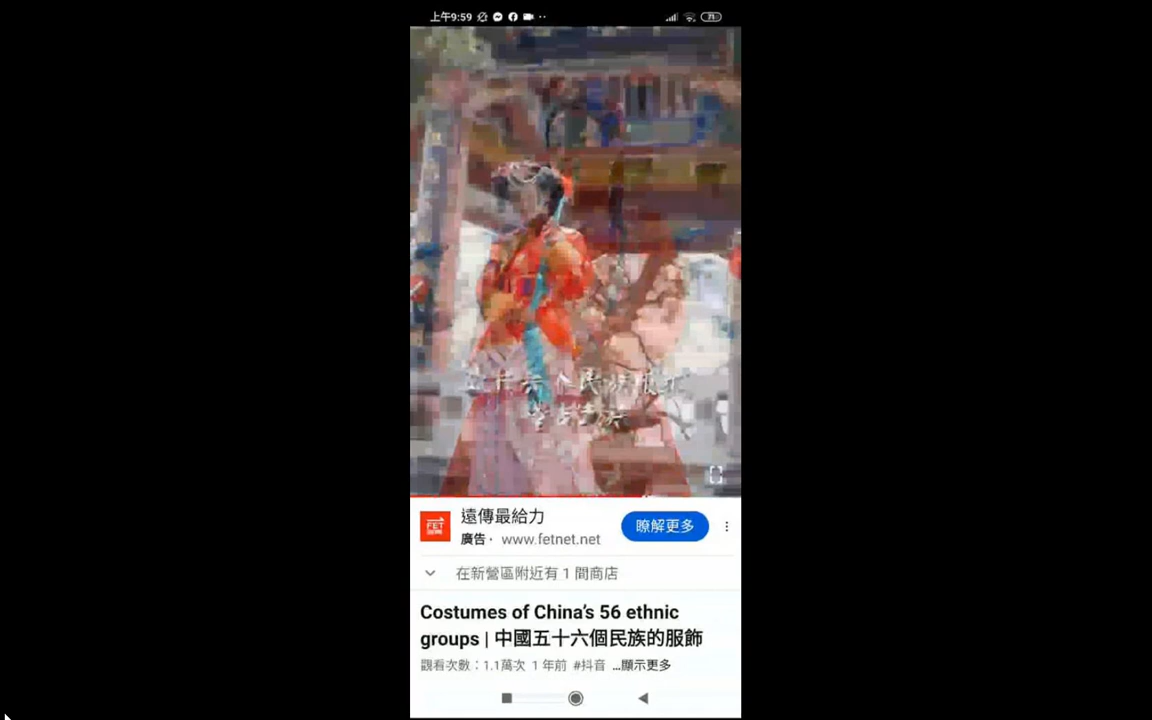 上午9:59
71
FET
遠傳最給力
廣告 · www.fetnet.net
瞭解更多
在新營區附近有 1 間商店
Costumes of China's 56 ethnic
groups | 中國五十六個民族的服飾
觀看次數：1.1萬次 1 年前 #抖音 ...顯示更多